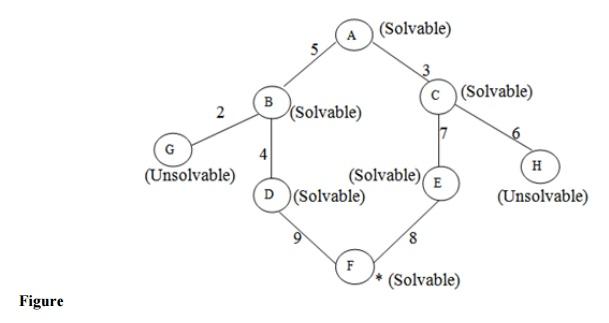 A (Solvable)
5
3
C (Solvable)
B (Solvable)
2
7
6
G
4
(Unsolvable)
(Solvable) E
H
D (Solvable)
(Unsolvable)
9
8
F * (Solvable)
Figure